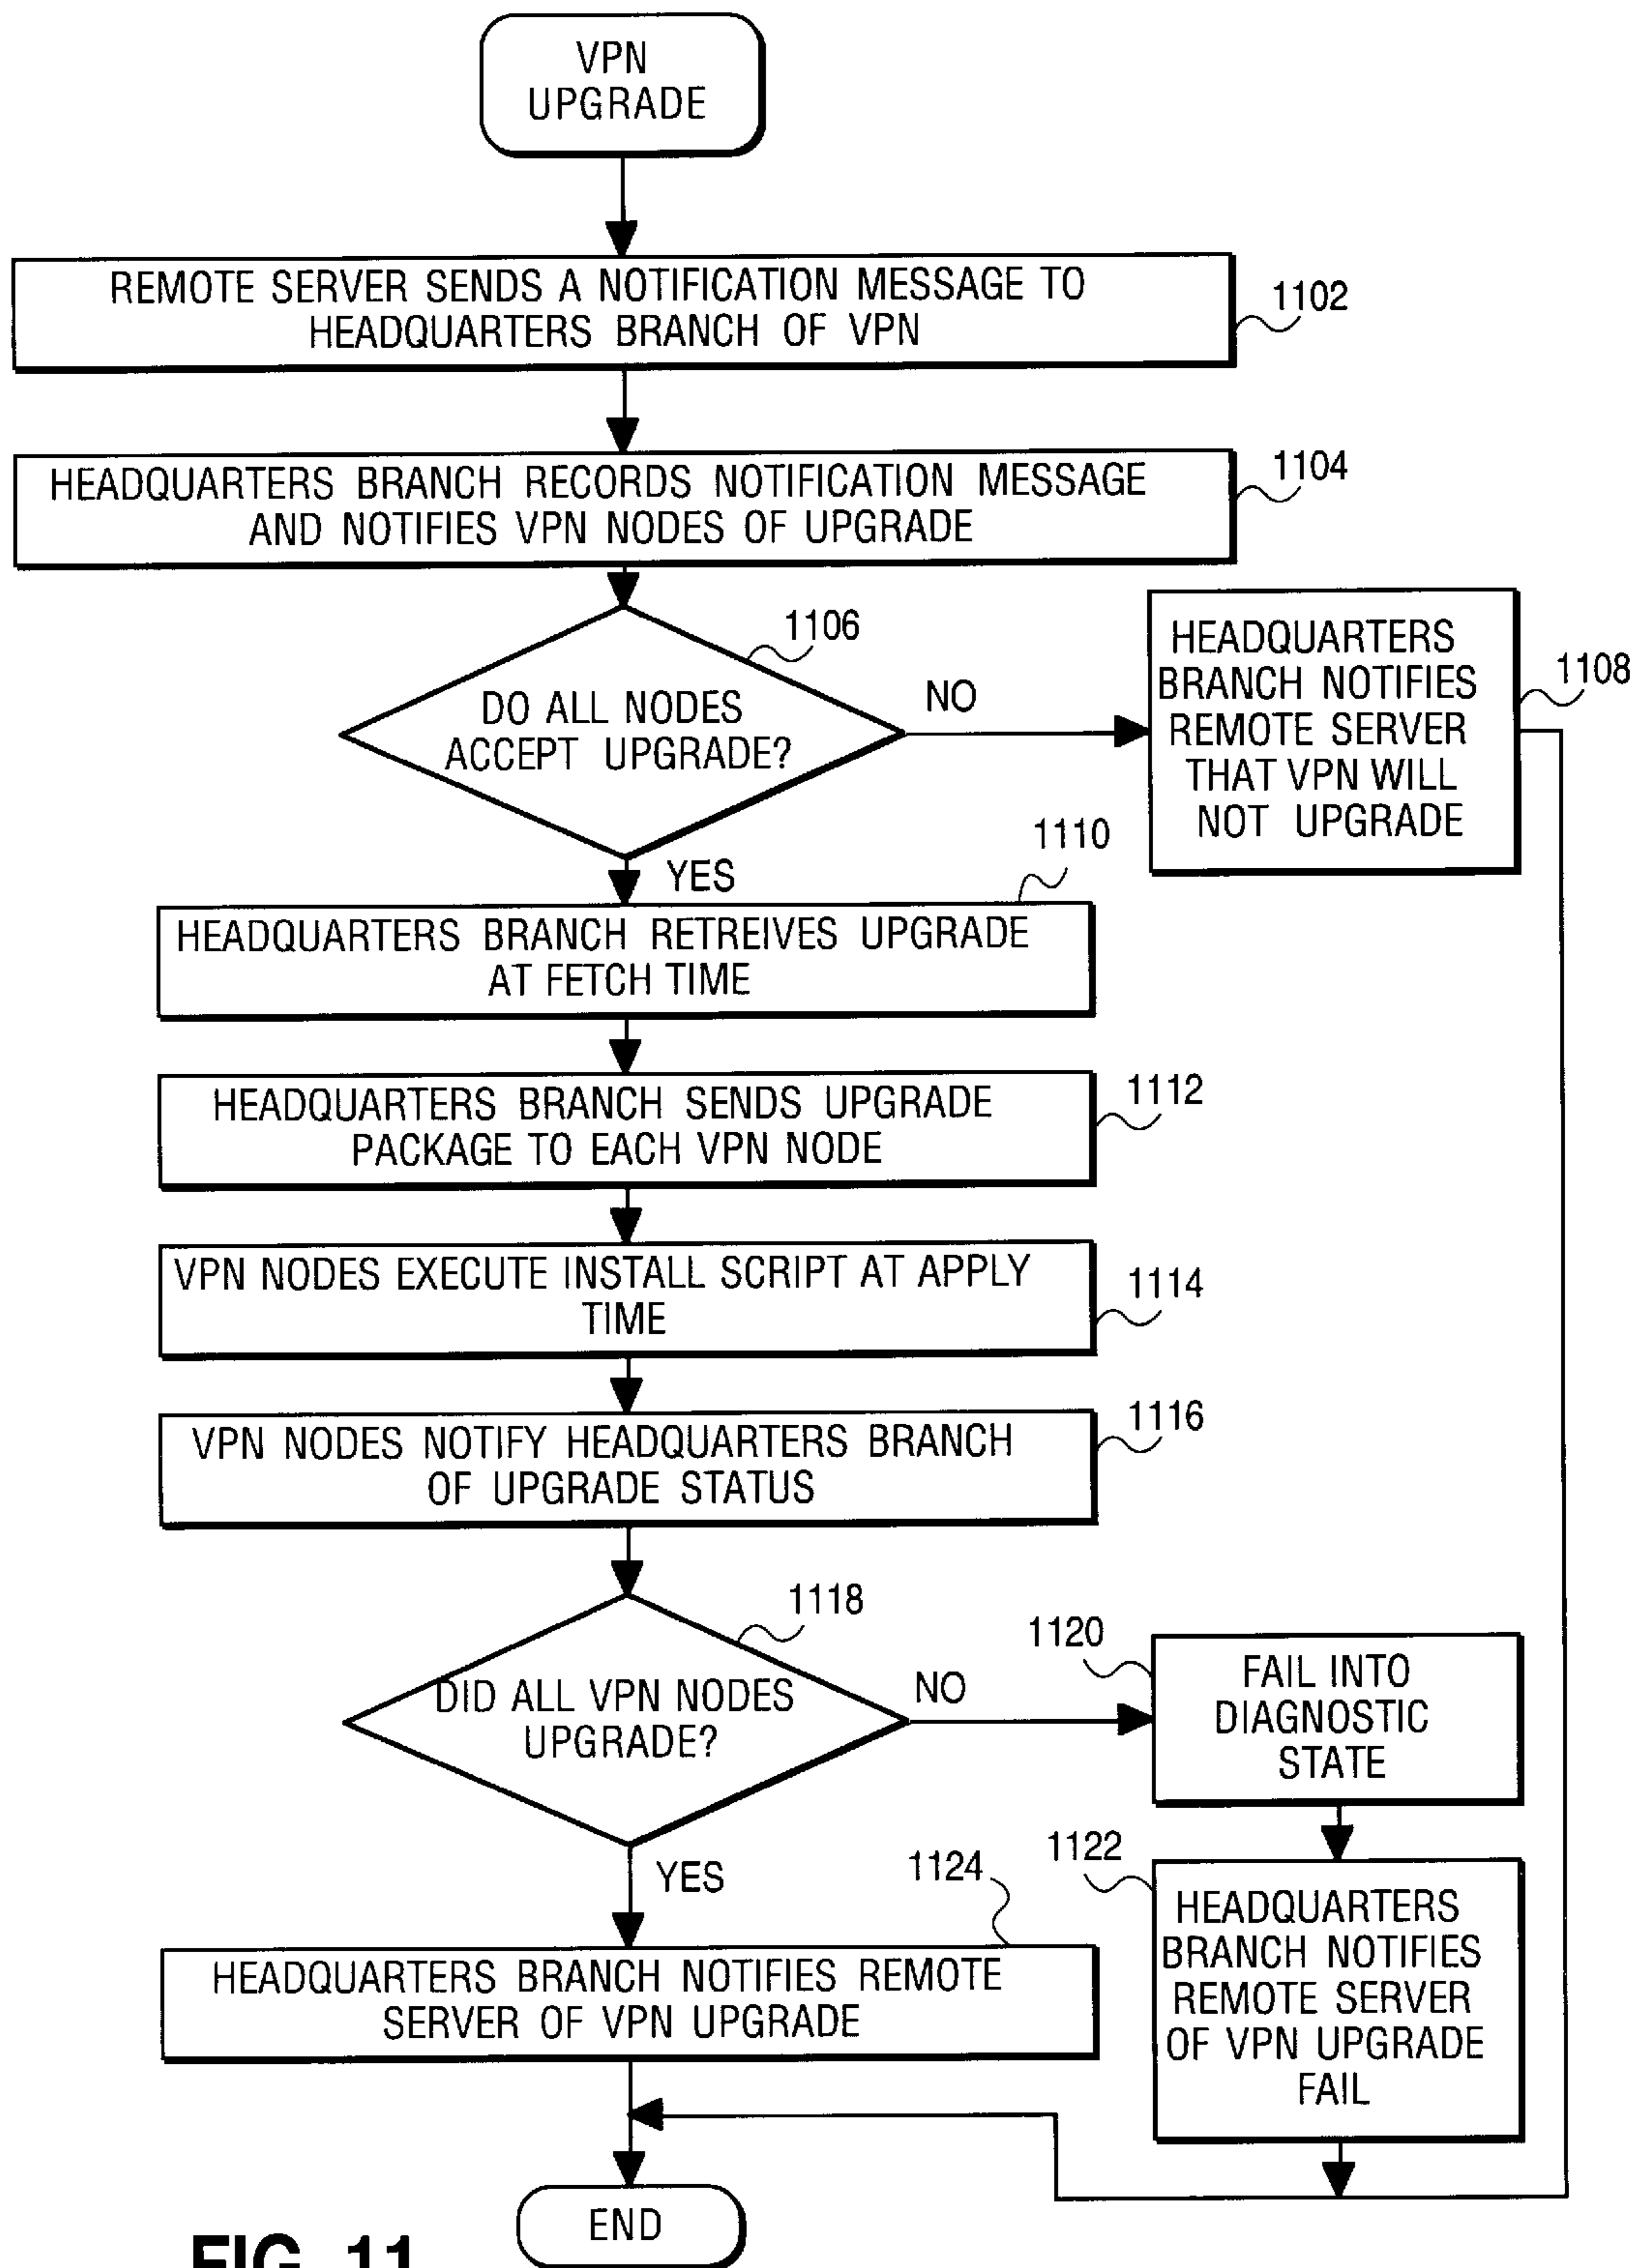 VPN
UPGRADE
REMOTE SERVER SENDS A NOTIFICATION MESSAGE TO
HEADQUARTERS BRANCH OF VPN
1102
HEADQUARTERS BRANCH RECORDS NOTIFICATION MESSAGE
AND NOTIFIES VPN NODES OF UPGRADE
1104
1106
DO ALL NODES
ACCEPT UPGRADE?
NO
HEADQUARTERS
BRANCH NOTIFIES
REMOTE SERVER
THAT VPN WILL
NOT UPGRADE
1108
YES
1110
HEADQUARTERS BRANCH RETREIVES UPGRADE
AT FETCH TIME
HEADQUARTERS BRANCH SENDS UPGRADE
PACKAGE TO EACH VPN NODE
1112
VPN NODES EXECUTE INSTALL SCRIPT AT APPLY
TIME
1114
VPN NODES NOTIFY HEADQUARTERS BRANCH
OF UPGRADE STATUS
1116
1118
DID ALL VPN NODES
UPGRADE?
NO
1120
FAIL INTO
DIAGNOSTIC
STATE
YES
1122
HEADQUARTERS
BRANCH NOTIFIES
REMOTE SERVER
OF VPN UPGRADE
FAIL
1124
HEADQUARTERS BRANCH NOTIFIES REMOTE
SERVER OF VPN UPGRADE
END
FIG. 11